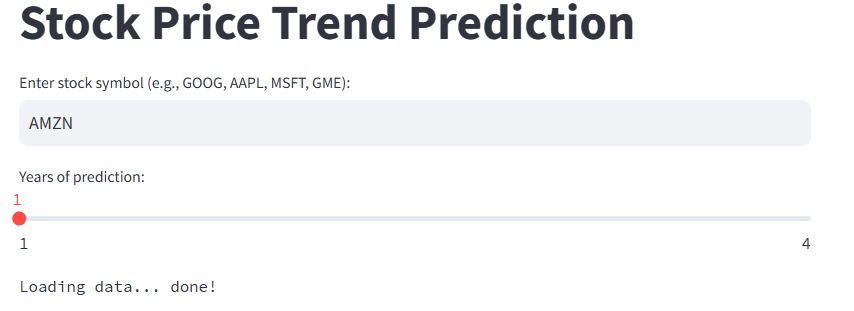 Stock Price Trend Prediction
Enter stock symbol (e.g., GOOG, AAPL, MSFT, GME):
AMZN
Years of prediction:
1
1 4
Loading data... done!